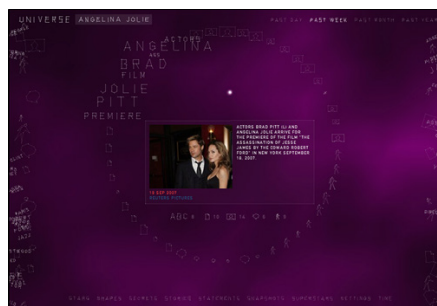 UNIVERSE ANGELINA JOLIE
PAST DAY PAST WEEK PAST MONTH PAST YEAR
ACTORS
ANGELINA
ARE
BRAD
FILM
JOLIE
PITT
PREMIERE
ACTORS BRAD PITT (L) AND
ANGELINA JOLIE ARRIVE FOR
THE PREMIERE OF THE FILM "THE
ASSASSINATION OF JESSE
JAMES BY THE COWARD ROBERT
FORD" IN NEW YORK SEPTEMBER
18, 2007.
18 SEP 2007
REUTERS PICTURES
ABC
STARS SHAPES SECRETS STORIES STATEMENTS SNAPSHOTS SUPERSTARS SETTINGS TIME